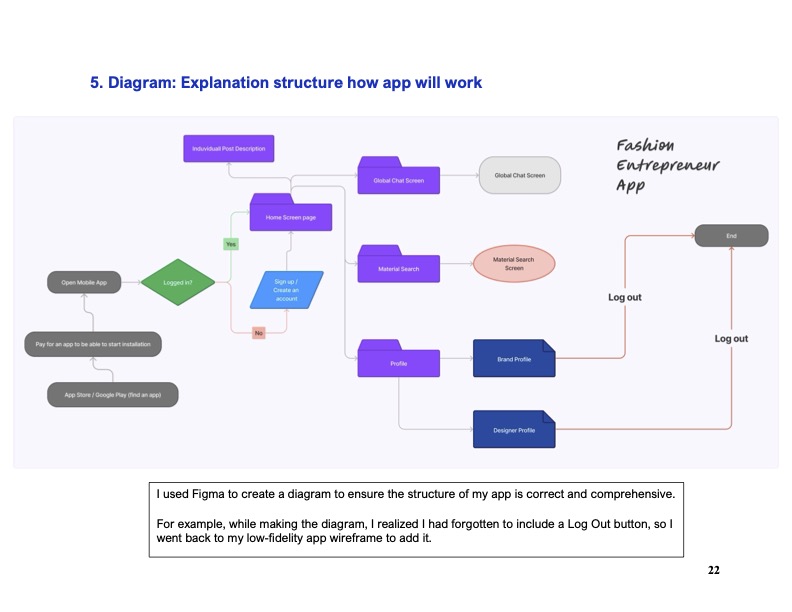 5. Diagram: Explanation structure how app will work
Fashion
Entrepreneur
App
Induviduall Post Description
Global Chat Screen
Global Chat Screen
Home Screen page
End
Yes
Material Search
Material Search
Screen
Open Mobile App
Logged in?
Sign up /
Create an
account
Log out
No
Pay for an app to be able to start installation
Log out
Profile
Brand Profile
App Store / Google Play (find an app)
Designer Profile
I used Figma to create a diagram to ensure the structure of my app is correct and comprehensive.
For example, while making the diagram, I realized I had forgotten to include a Log Out button, so I
went back to my low-fidelity app wireframe to add it.
22